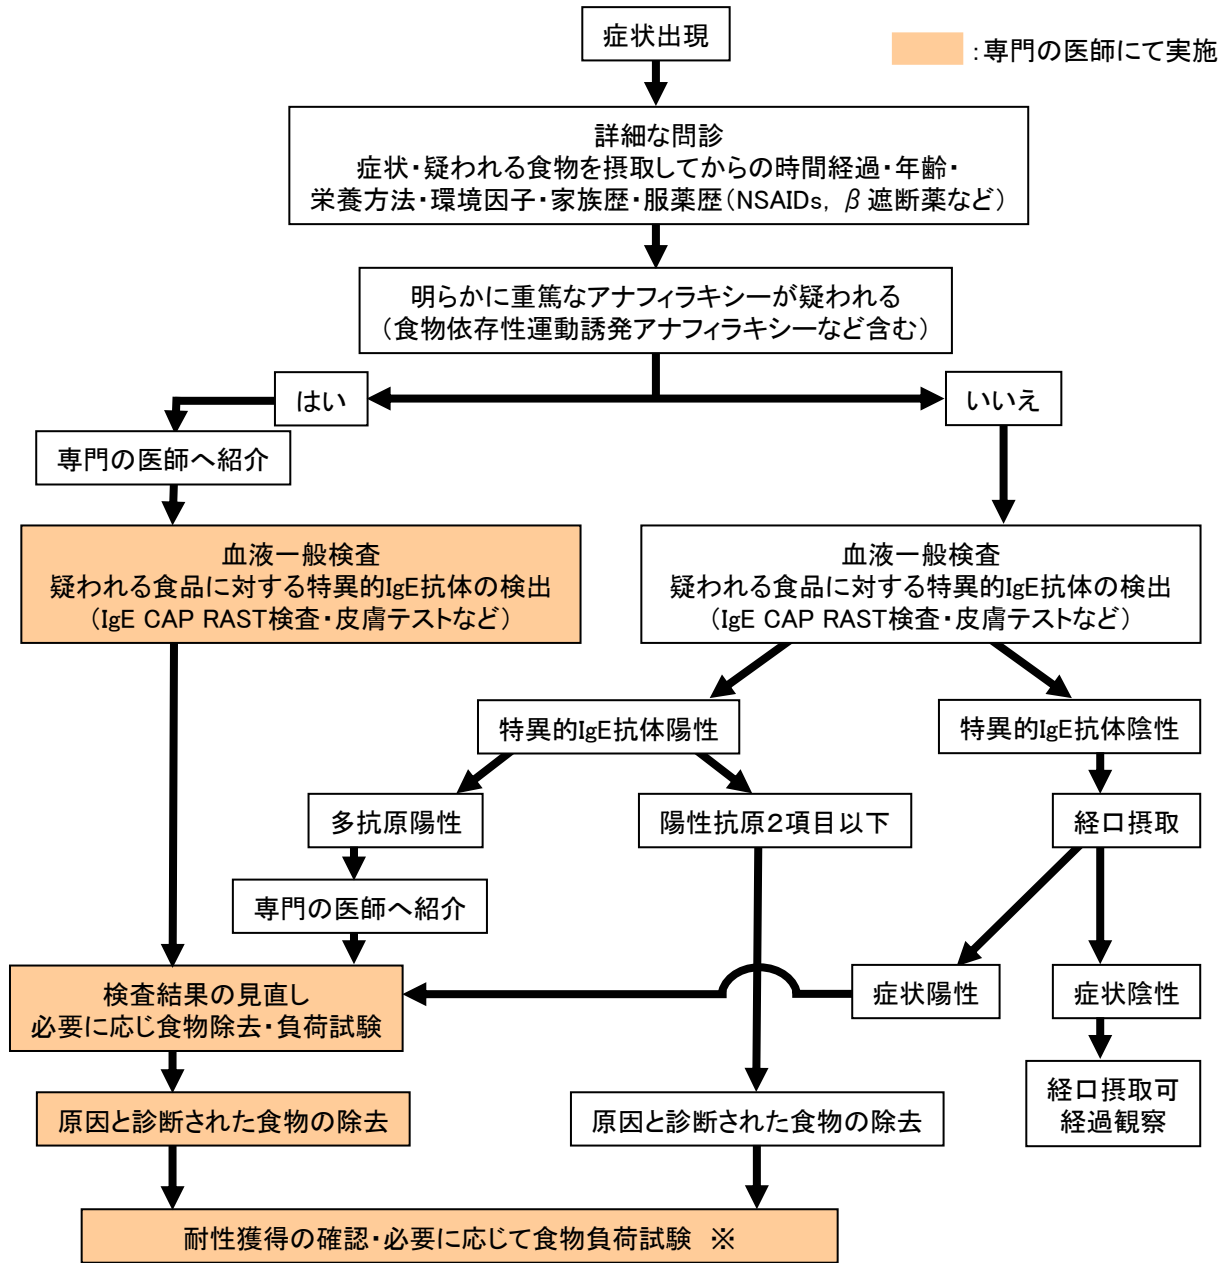 症状出現
：専門の医師にて実施
詳細な問診
症状・疑われる食物を摂取してからの時間経過・年齢・
栄養方法・環境因子・家族歴・服薬歴（NSAIDs，β遮断薬など）
明らかに重篤なアナフィラキシーが疑われる
（食物依存性運動誘発アナフィラキシーなど含む）
はい
いいえ
専門の医師へ紹介
血液一般検査
疑われる食品に対する特異的IgE抗体の検出
（IgE CAP RAST検査・皮膚テストなど）
血液一般検査
疑われる食品に対する特異的IgE抗体の検出
（IgE CAP RAST検査・皮膚テストなど）
特異的IgE抗体陽性
特異的IgE抗体陰性
多抗原陽性
陽性抗原２項目以下
経口摂取
専門の医師へ紹介
検査結果の見直し
必要に応じ食物除去・負荷試験
症状陽性
症状陰性
原因と診断された食物の除去
原因と診断された食物の除去
経口摂取可
経過観察
耐性獲得の確認・必要に応じて食物負荷試験 ※